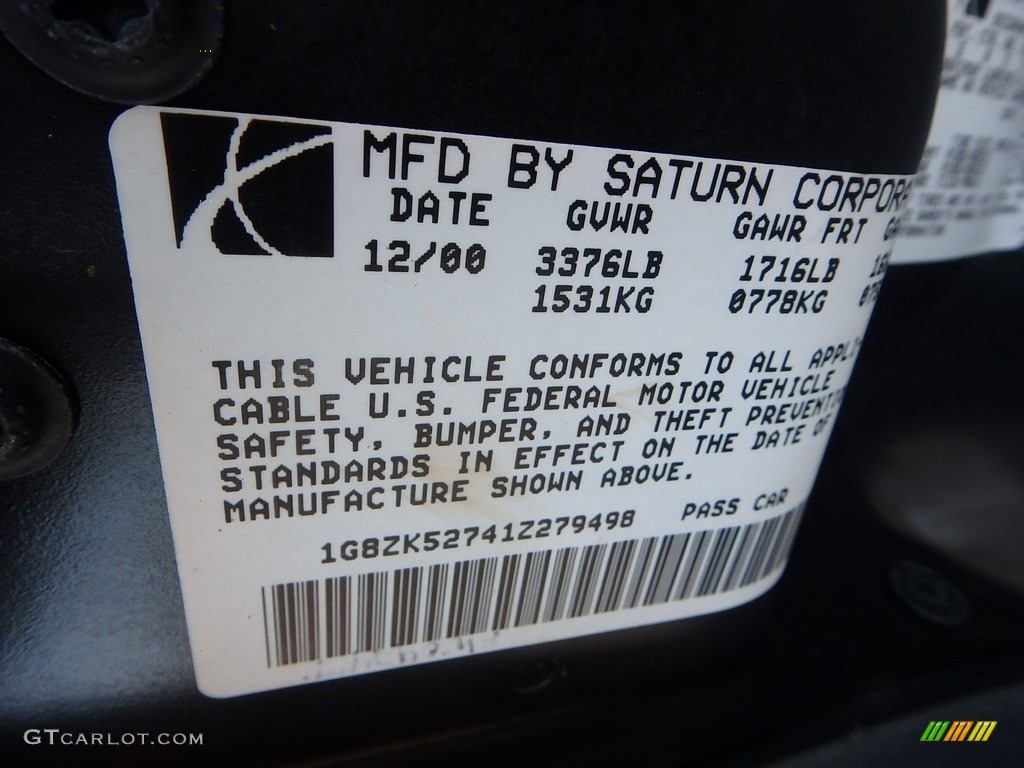 MFD BY SATURN CORPORA
DATE GVWR GAWR FRT
12/00 3376LB 1716LB
1531KG 0778KG
THIS VEHICLE CONFORMS TO ALL APPLI
CABLE U.S. FEDERAL MOTOR VEHICLE
SAFETY, BUMPER, AND THEFT PREVENTI
STANDARDS IN EFFECT ON THE DATE OF
MANUFACTURE SHOWN ABOVE.
1G8ZK52741Z279498 PASS CAR
GTCARLOT.COM